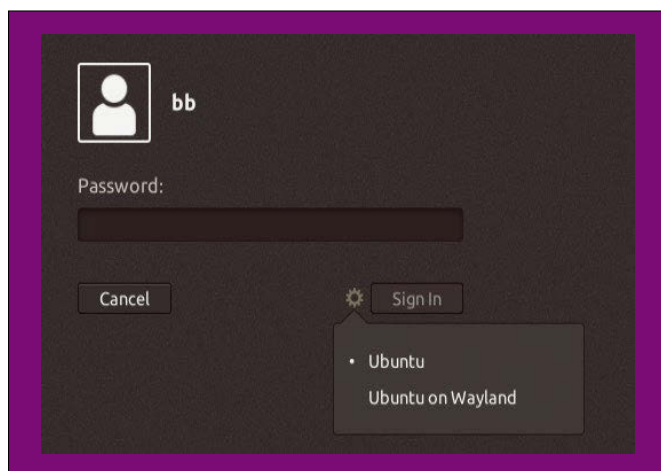 bb
Password:
Cancel
Sign In
• Ubuntu
Ubuntu on Wayland